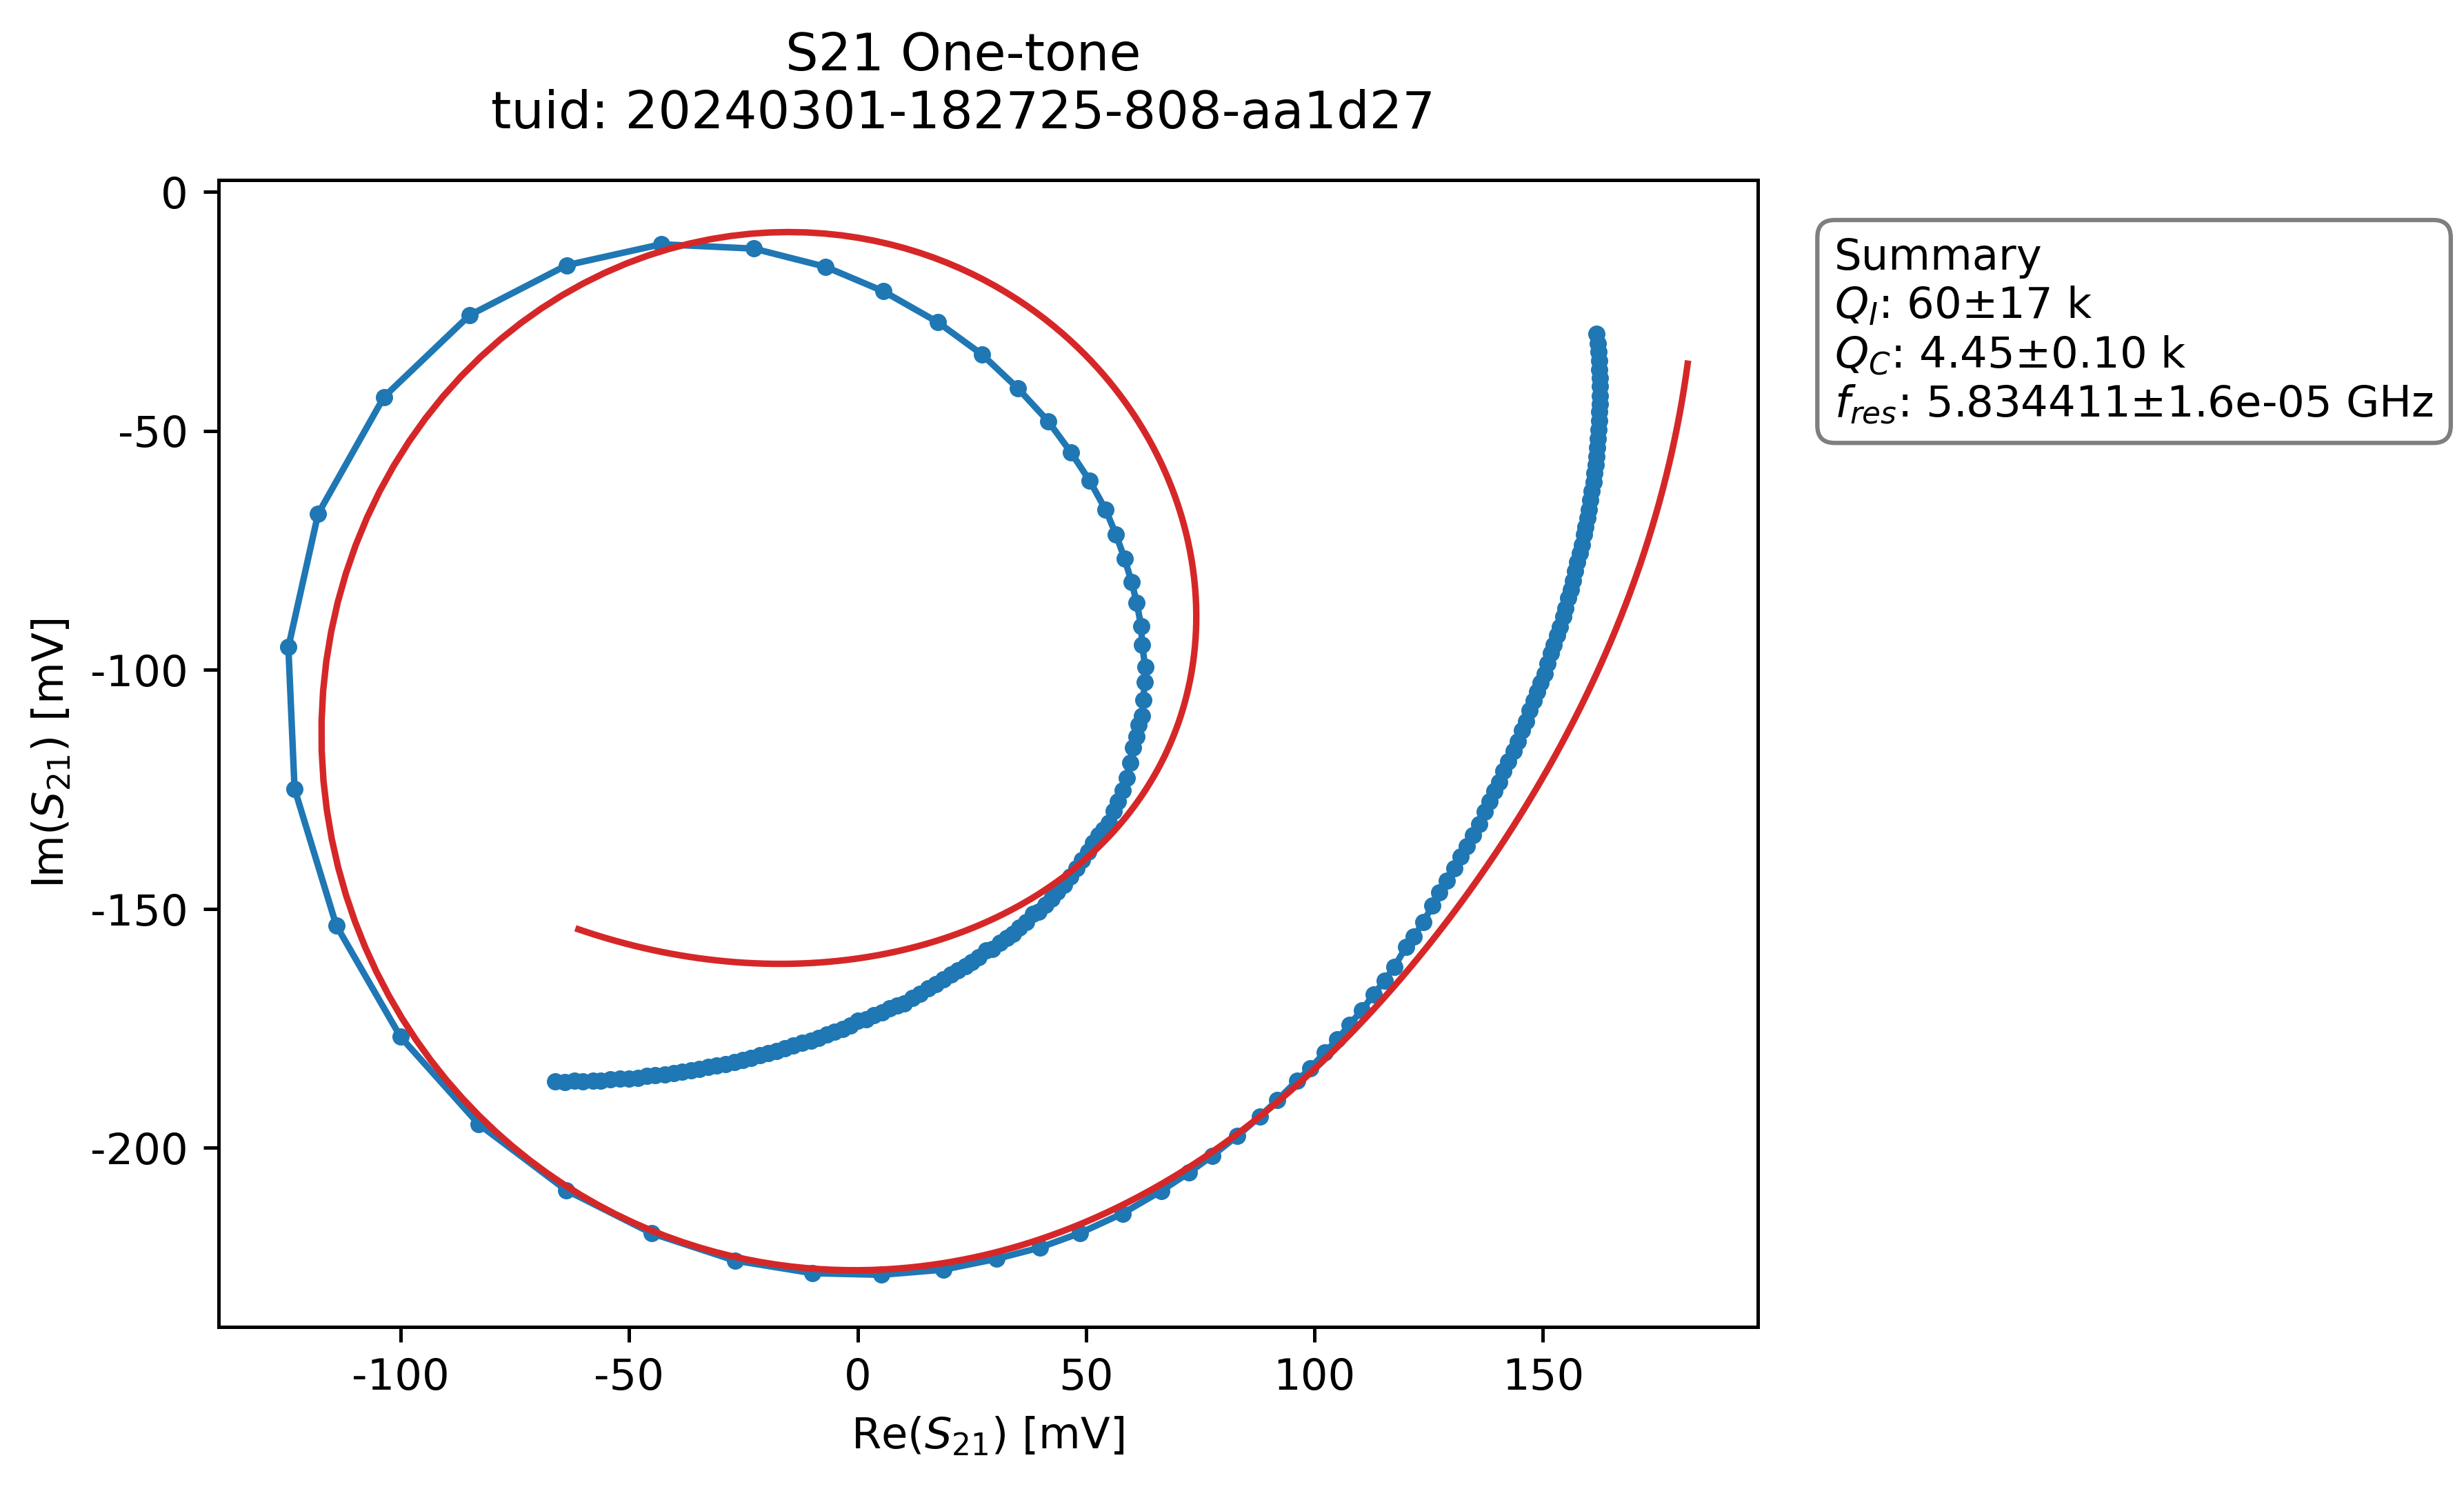 S21 One-tone
tuid: 20240301-182725-808-aa1d27
0
-50
-100
-150
-200
Im(S21) [mV]
-100 -50 0 50 100 150
Re(S21) [mV]
Summary
QI: 60±17 k
QC: 4.45±0.10 k
fres: 5.834411±1.6e-05 GHz